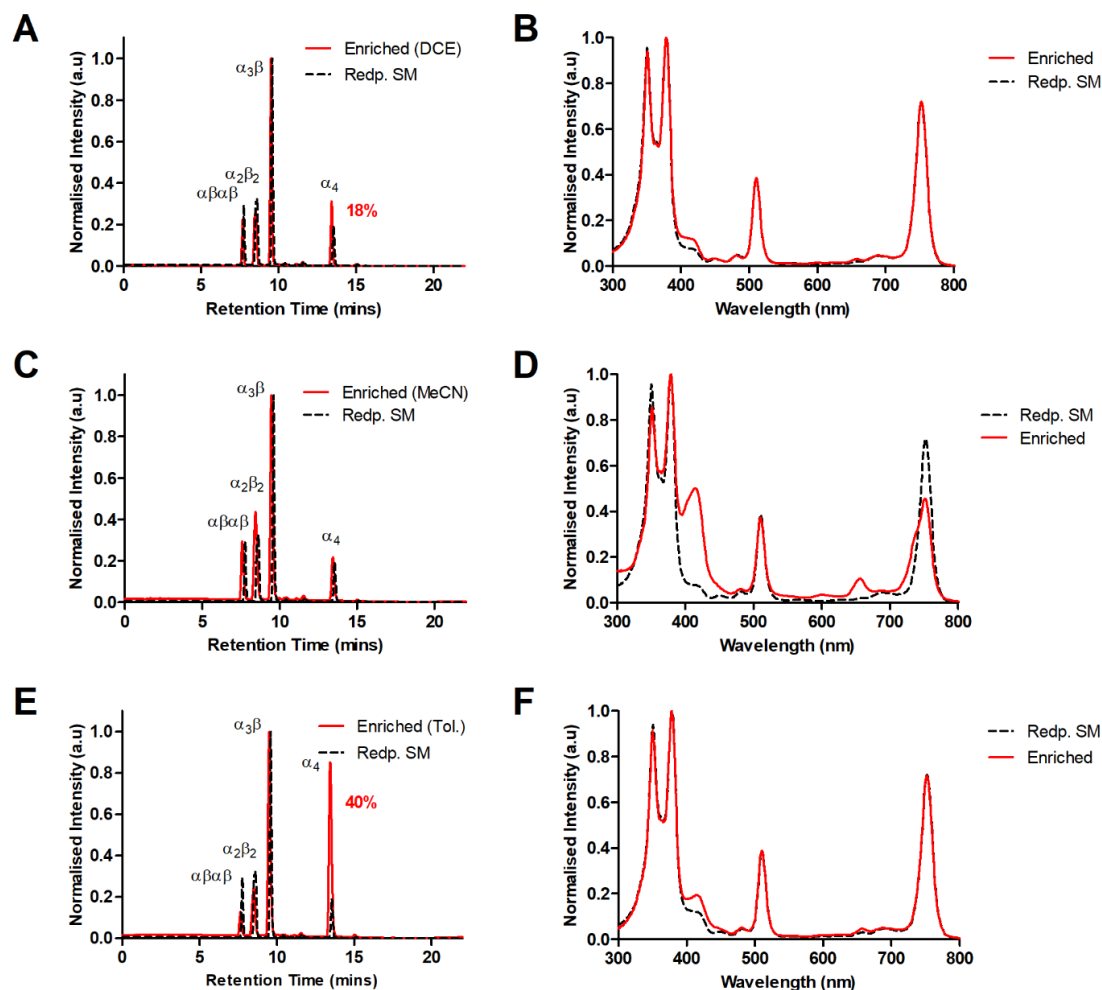 A
Normalised Intensity (a.u)
1.0
0.8
0.6
0.4
0.2
0.0
0
5
10
15
20
Retention Time (mins)
α₃β
α₂β₂
αβαβ
α₄
18%
Enriched (DCE)
Redp. SM
B
Normalised Intensity (a.u)
1.0
0.8
0.6
0.4
0.2
0.0
300
400
500
600
700
800
Wavelength (nm)
Enriched
Redp. SM
C
Normalised Intensity (a.u)
1.0
0.8
0.6
0.4
0.2
0.0
0
5
10
15
20
Retention Time (mins)
α₃β
α₂β₂
αβαβ
α₄
Enriched (MeCN)
Redp. SM
D
Normalised Intensity (a.u)
1.0
0.8
0.6
0.4
0.2
0.0
300
400
500
600
700
800
Wavelength (nm)
Redp. SM
Enriched
E
Normalised Intensity (a.u)
1.0
0.8
0.6
0.4
0.2
0.0
0
5
10
15
20
Retention Time (mins)
α₃β
α₂β₂
αβαβ
α₄
40%
Enriched (Tol.)
Redp. SM
F
Normalised Intensity (a.u)
1.0
0.8
0.6
0.4
0.2
0.0
300
400
500
600
700
800
Wavelength (nm)
Redp. SM
Enriched